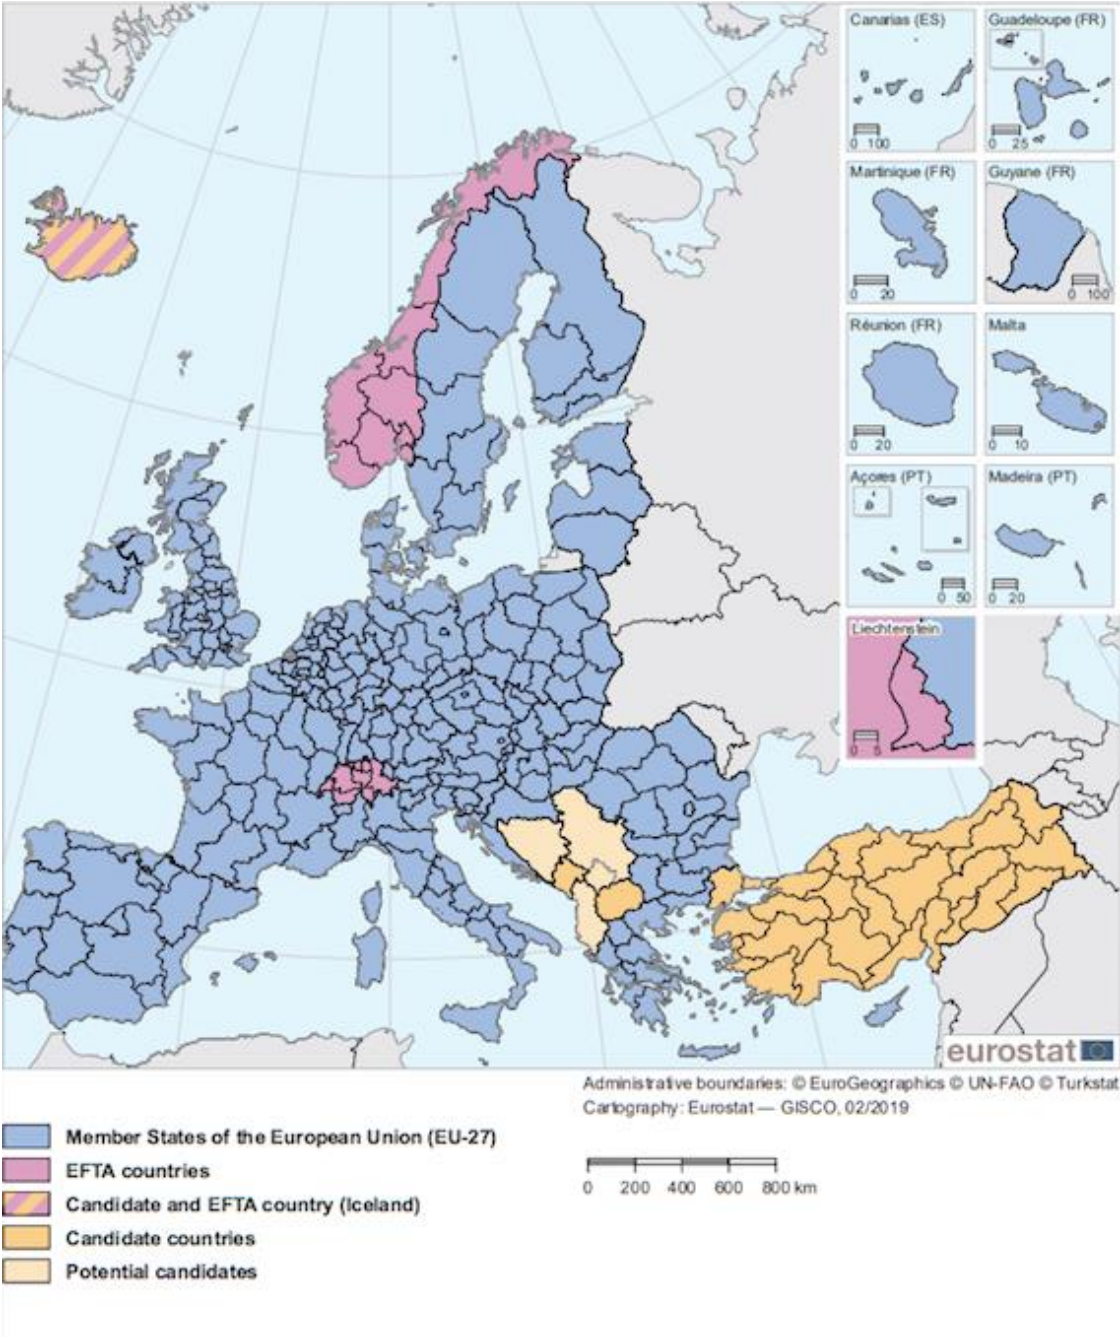 Canarias (ES)
0 100
Guadeloupe (FR)
0 25
Martinique (FR)
0 20
Guyane (FR)
0 100
Réunion (FR)
0 20
Malta
0 10
Açores (PT)
0 50
Madeira (PT)
0 20
Liechtenstein
0 5
eurostat
Administrative boundaries: © EuroGeographics © UN-FAO © Turkstat
Cartography: Eurostat — GISCO, 02/2019
Member States of the European Union (EU-27)
EFTA countries
Candidate and EFTA country (Iceland)
Candidate countries
Potential candidates
0 200 400 600 800 km